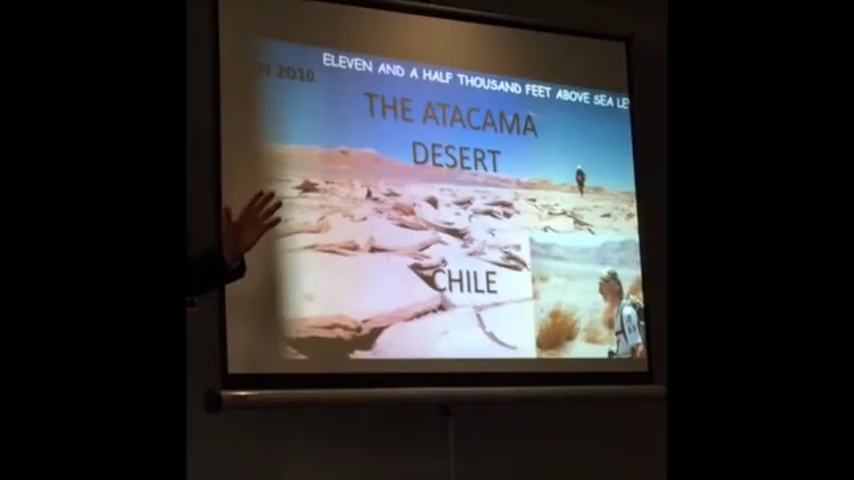 ELEVEN AND A HALF THOUSAND FEET ABOVE SEA LE
2010
THE ATACAMA
DESERT
CHILE